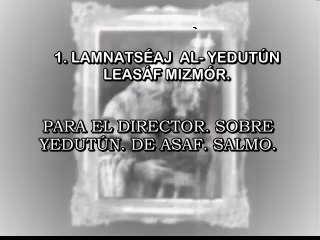 1. LAMNATSÉAJ AL- YEDUTÚN
LEASÁF MIZMÓR.
PARA EL DIRECTOR. SOBRE
YEDUTÚN. DE ASAF. SALMO.